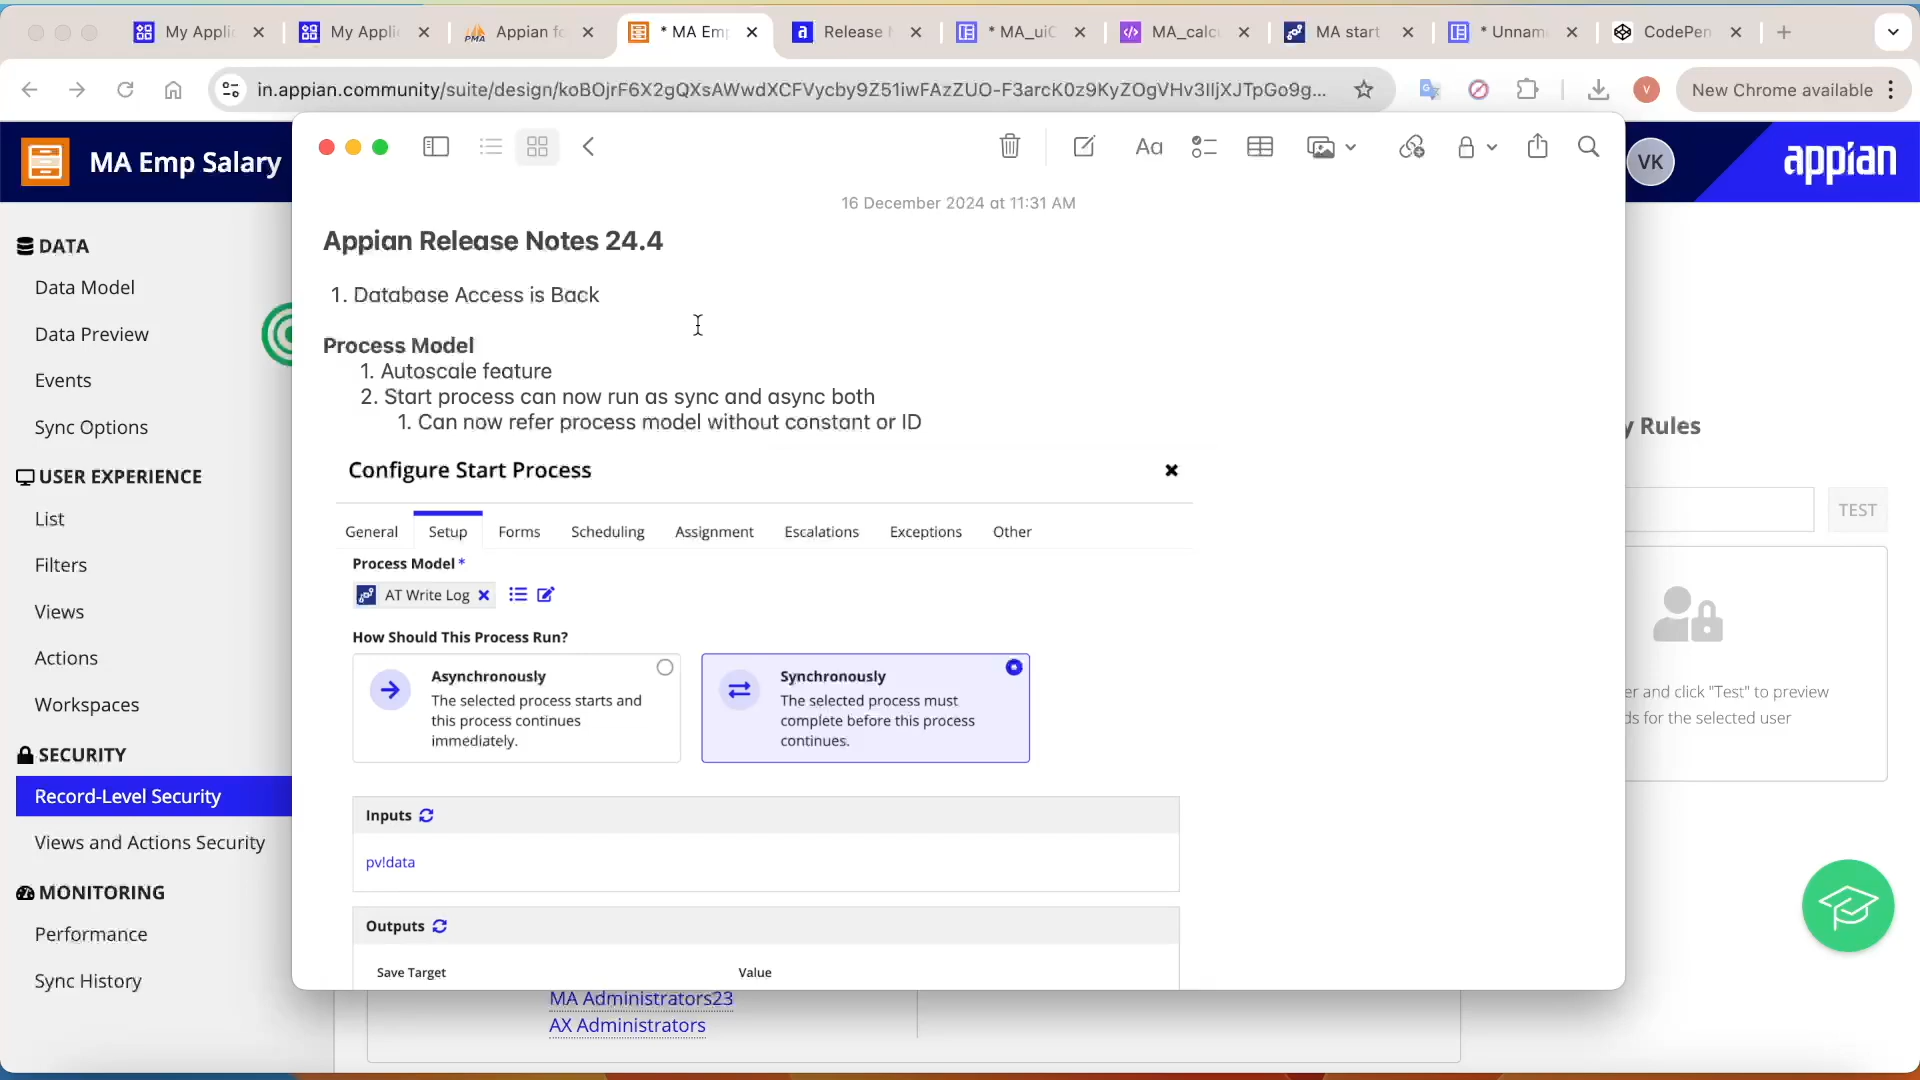 My Applic
My Applic
PMA
Appian fo
* MA Emp
Release N
* MA_uiC
MA_calcu
MA start
* Unnam
CodePen
in.appian.community/suite/design/
New Chrome available
MA Emp Salary
VK
appian
DATA
Data Model
Data Preview
Events
Sync Options
USER EXPERIENCE
List
Filters
Views
Actions
Workspaces
SECURITY
Record-Level Security
Views and Actions Security
MONITORING
Performance
Sync History
Aa
16 December 2024 at 11:31 AM
Appian Release Notes 24.4
1. Database Access is Back
Process Model
1. Autoscale feature
2. Start process can now run as sync and async both
1. Can now refer process model without constant or ID
Configure Start Process
General Setup Forms Scheduling Assignment Escalations Exceptions Other
Process Model *
AT Write Log
How Should This Process Run?
Asynchronously
The selected process starts and
this process continues
immediately.
Synchronously
The selected process must
complete before this process
continues.
Inputs
pv!data
Outputs
Save Target Value
MA Administrators23
AX Administrators
y Rules
TEST
er and click "Test" to preview
ds for the selected user